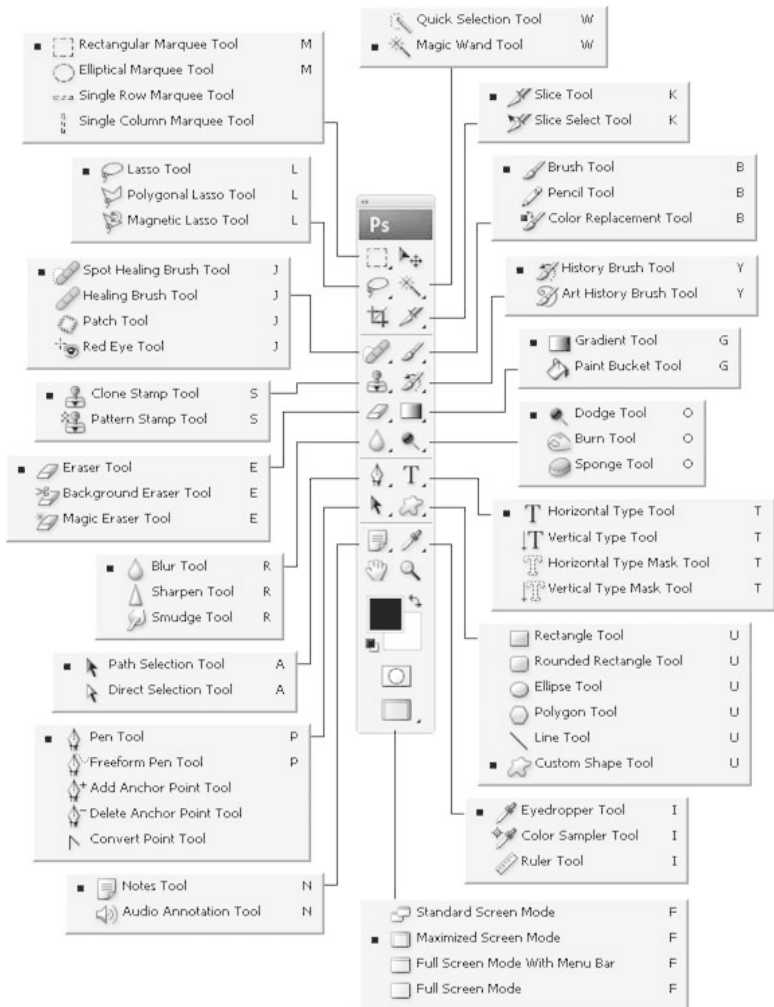 Quick Selection Tool W
Magic Wand Tool W
Rectangular Marquee Tool M
Elliptical Marquee Tool M
Single Row Marquee Tool
Single Column Marquee Tool
Slice Tool K
Slice Select Tool K
Lasso Tool L
Polygonal Lasso Tool L
Magnetic Lasso Tool L
Brush Tool B
Pencil Tool B
Color Replacement Tool B
Ps
Spot Healing Brush Tool J
Healing Brush Tool J
Patch Tool J
Red Eye Tool J
History Brush Tool Y
Art History Brush Tool Y
Gradient Tool G
Paint Bucket Tool G
Clone Stamp Tool S
Pattern Stamp Tool S
Dodge Tool O
Burn Tool O
Sponge Tool O
Eraser Tool E
Background Eraser Tool E
Magic Eraser Tool E
T
T Horizontal Type Tool T
T Vertical Type Tool T
T Horizontal Type Mask Tool T
T Vertical Type Mask Tool T
Blur Tool R
Sharpen Tool R
Smudge Tool R
Rectangle Tool U
Rounded Rectangle Tool U
Ellipse Tool U
Polygon Tool U
Line Tool U
Custom Shape Tool U
Path Selection Tool A
Direct Selection Tool A
Pen Tool P
Freeform Pen Tool P
Add Anchor Point Tool
Delete Anchor Point Tool
Convert Point Tool
Eyedropper Tool I
Color Sampler Tool I
Ruler Tool I
Notes Tool N
Audio Annotation Tool N
Standard Screen Mode F
Maximized Screen Mode F
Full Screen Mode With Menu Bar F
Full Screen Mode F